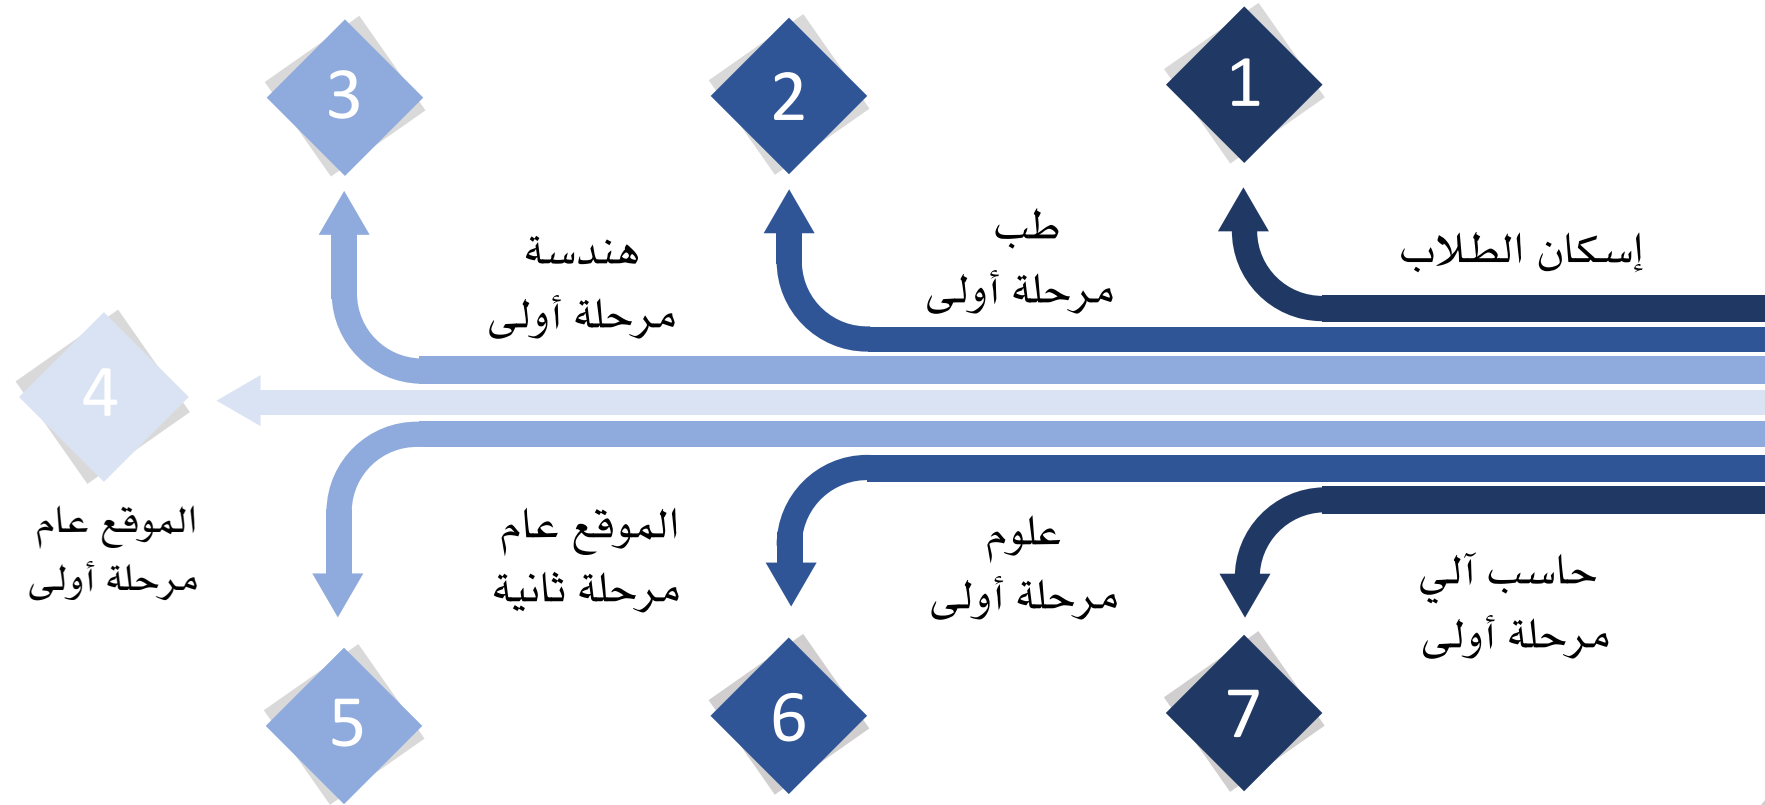 1
إسكان الطلاب
2
طب
مرحلة أولى
3
هندسة
مرحلة أولى
4
الموقع عام
مرحلة أولى
5
الموقع عام
مرحلة ثانية
6
علوم
مرحلة أولى
7
حاسب آلي
مرحلة أولى